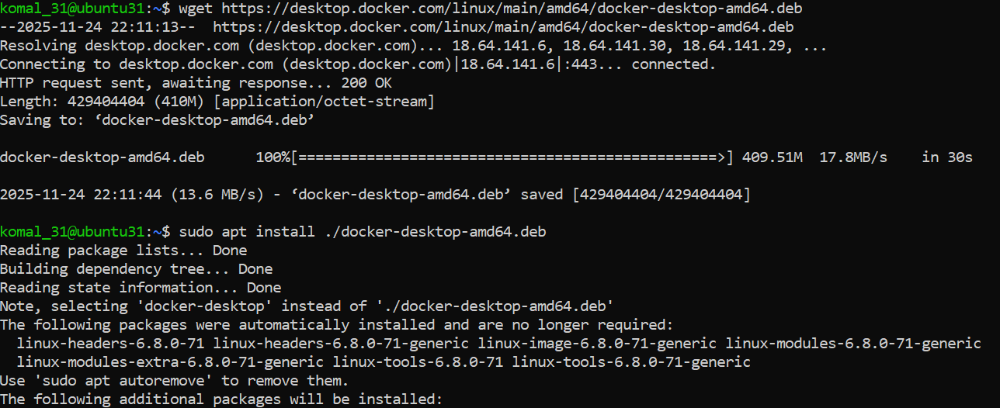 komal_31@ubuntu31:~$ wget https://desktop.docker.com/linux/main/amd64/docker-desktop-amd64.deb
--2025-11-24 22:11:13--  https://desktop.docker.com/linux/main/amd64/docker-desktop-amd64.deb
Resolving desktop.docker.com (desktop.docker.com)... 18.64.141.6, 18.64.141.30, 18.64.141.29, ...
Connecting to desktop.docker.com (desktop.docker.com)|18.64.141.6|:443... connected.
HTTP request sent, awaiting response... 200 OK
Length: 429404404 (410M) [application/octet-stream]
Saving to: ‘docker-desktop-amd64.deb’
docker-desktop-amd64.deb      100%[=================================================>] 409.51M  17.8MB/s    in 30s
2025-11-24 22:11:44 (13.6 MB/s) - ‘docker-desktop-amd64.deb’ saved [429404404/429404404]
komal_31@ubuntu31:~$ sudo apt install ./docker-desktop-amd64.deb
Reading package lists... Done
Building dependency tree... Done
Reading state information... Done
Note, selecting 'docker-desktop' instead of './docker-desktop-amd64.deb'
The following packages were automatically installed and are no longer required:
  linux-headers-6.8.0-71 linux-headers-6.8.0-71-generic linux-image-6.8.0-71-generic linux-modules-6.8.0-71-generic
  linux-modules-extra-6.8.0-71-generic linux-tools-6.8.0-71 linux-tools-6.8.0-71-generic
Use 'sudo apt autoremove' to remove them.
The following additional packages will be installed: